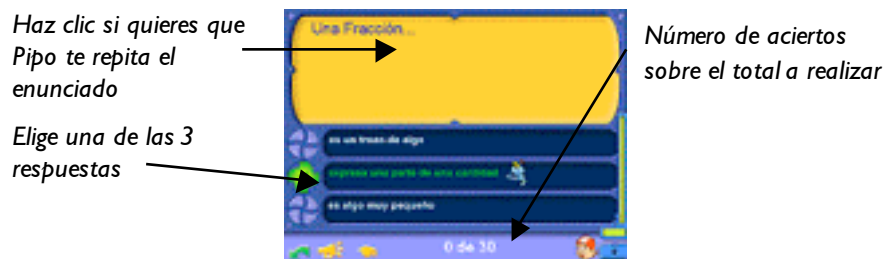 Haz clic si quieres que
Pipo te repita el
enunciado
Elige una de las 3
respuestas
Una Fracción...
es un trozo de algo
expresa una parte de una cantidad
es algo muy pequeño
0 de 30
Número de aciertos
sobre el total a realizar